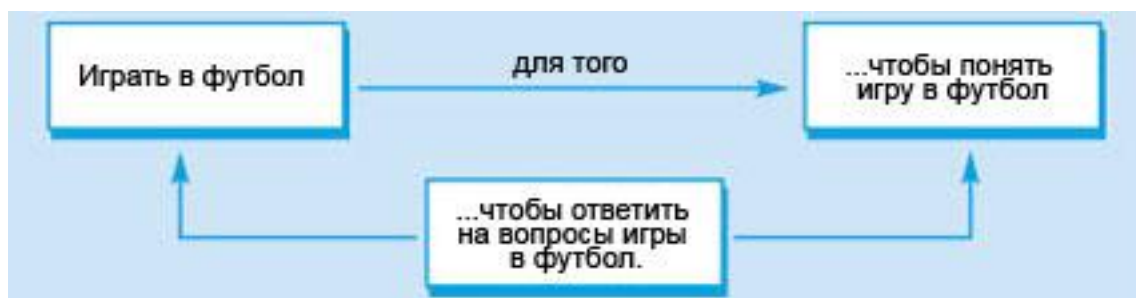 Играть в футбол
для того
...чтобы понять
игру в футбол
...чтобы ответить
на вопросы игры
в футбол.